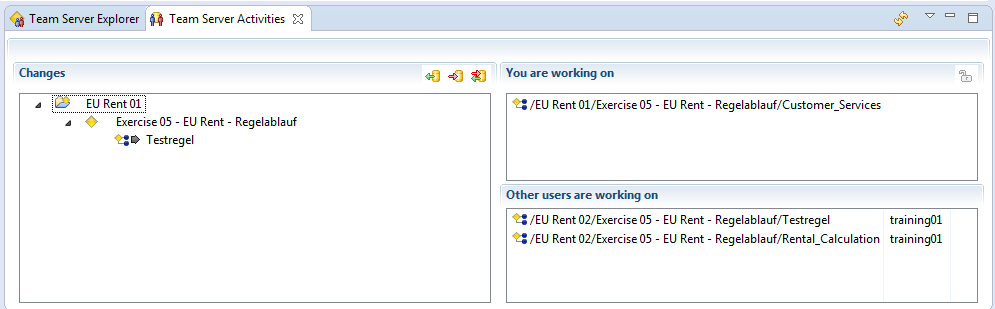 Team Server Explorer
Team Server Activities
Changes
EU Rent 01
Exercise 05 - EU Rent - Regelablauf
Testregel
You are working on
/EU Rent 01/Exercise 05 - EU Rent - Regelablauf/Customer_Services
Other users are working on
/EU Rent 02/Exercise 05 - EU Rent - Regelablauf/Testregel training01
/EU Rent 02/Exercise 05 - EU Rent - Regelablauf/Rental_Calculation training01